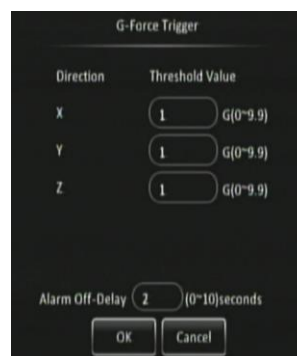 G-Force Trigger
Direction Threshold Value
X 1 G(0~9.9)
Y 1 G(0~9.9)
Z 1 G(0~9.9)
Alarm Off-Delay 2 (0~10)seconds
OK Cancel